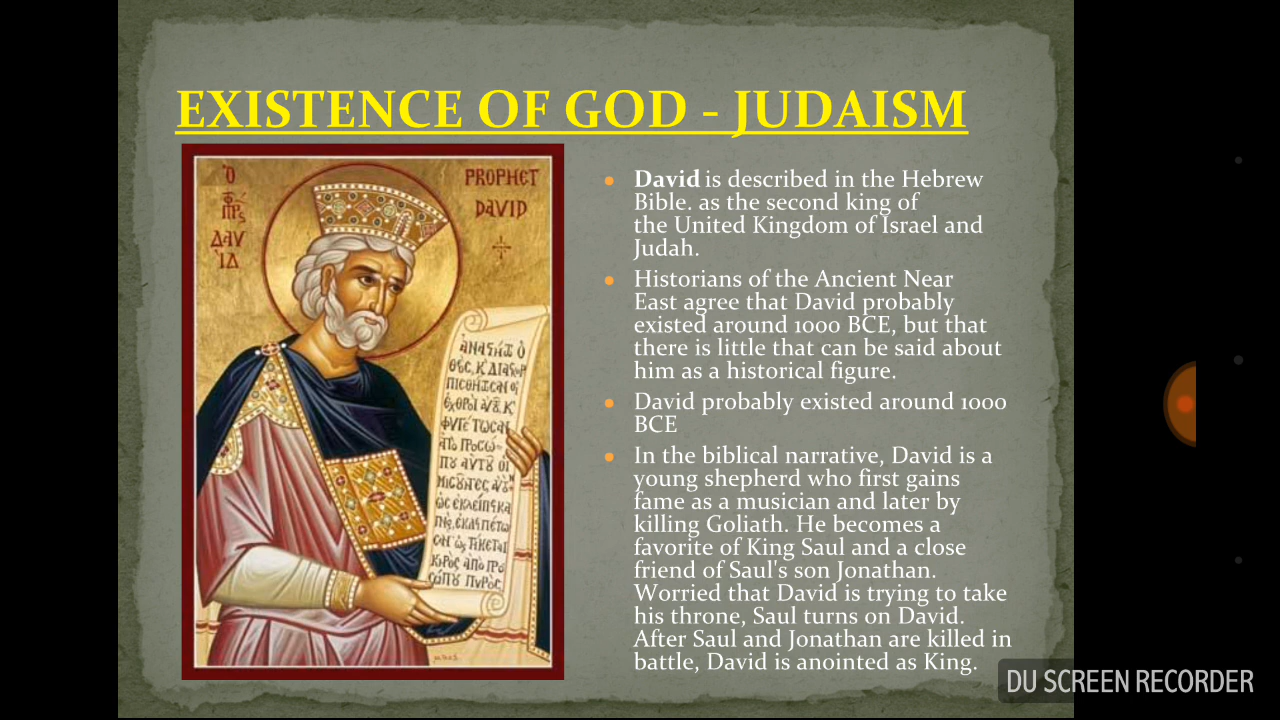 EXISTENCE OF GOD - JUDAISM
Ὁ
ΔΑΥ
ΙΔ
PROPHET
DAVID
ΠΥ ΑὐΤΟΥ ΟἹ
ΣΩΠΟΥ ΠΥΡΟΣ
David is described in the Hebrew
Bible. as the second king of
the United Kingdom of Israel and
Judah.
Historians of the Ancient Near
East agree that David probably
existed around 1000 BCE, but that
there is little that can be said about
him as a historical figure.
David probably existed around 1000
BCE
In the biblical narrative, David is a
young shepherd who first gains
fame as a musician and later by
killing Goliath. He becomes a
favorite of King Saul and a close
friend of Saul's son Jonathan.
Worried that David is trying to take
his throne, Saul turns on David.
After Saul and Jonathan are killed in
battle, David is anointed as King.
DU SCREEN RECORDER